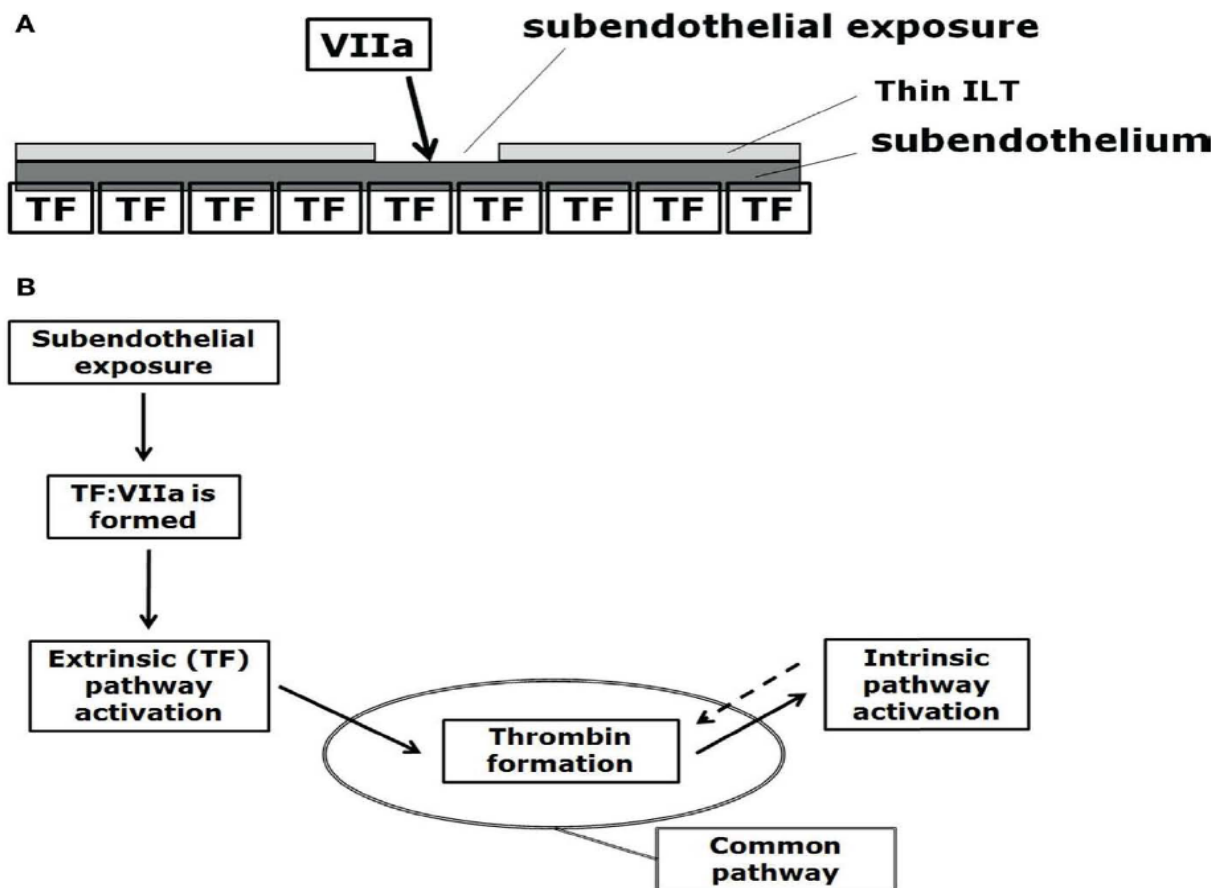 A
VIIa
subendothelial exposure
Thin ILT
subendothelium
TF TF TF TF TF TF TF TF TF
B
Subendothelial
exposure
TF:VIIa is
formed
Extrinsic (TF)
pathway
activation
Intrinsic
pathway
activation
Thrombin
formation
Common
pathway